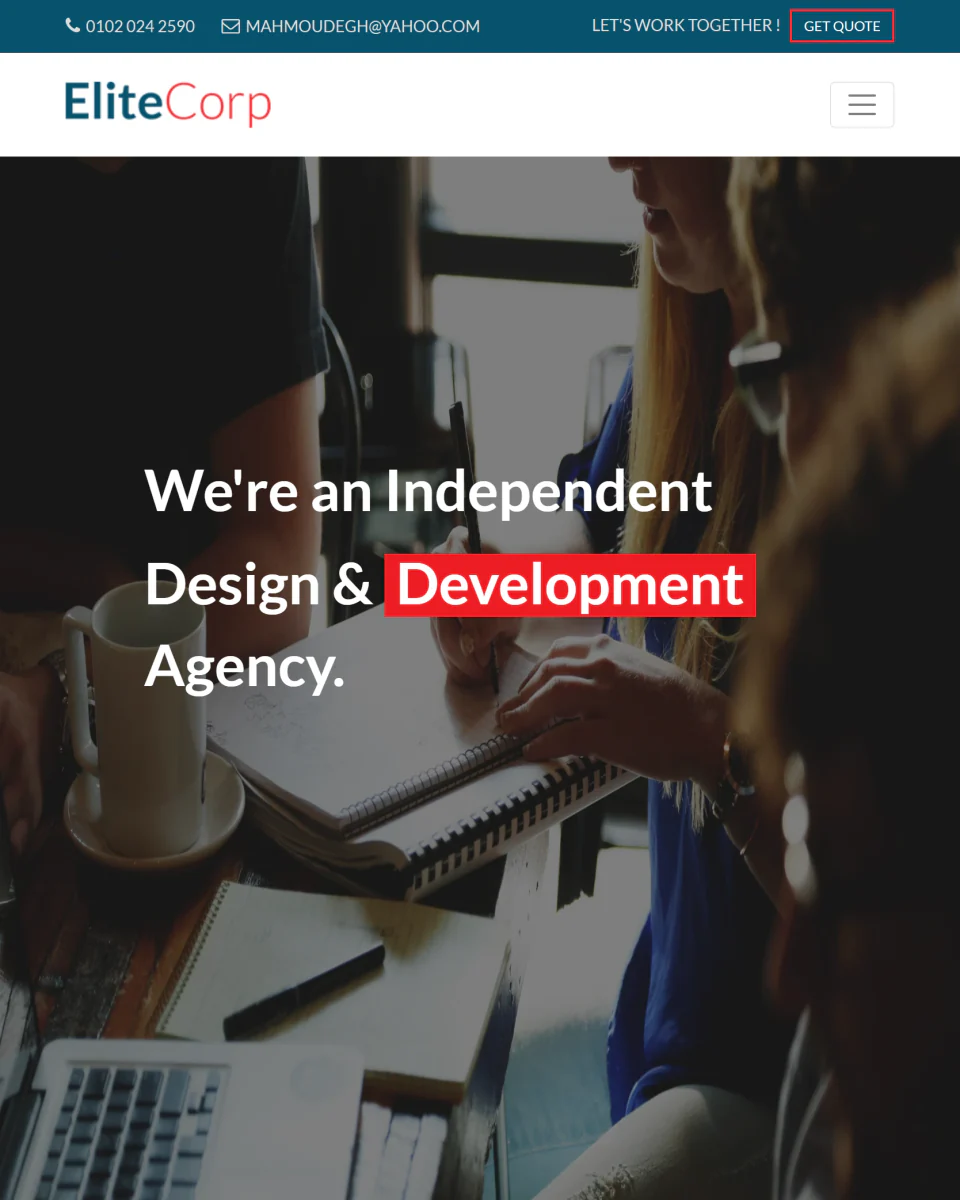 0102 024 2590 MAHMOUDEGH@YAHOO.COM LET'S WORK TOGETHER ! GET QUOTE
EliteCorp
We're an Independent
Design & Development
Agency.